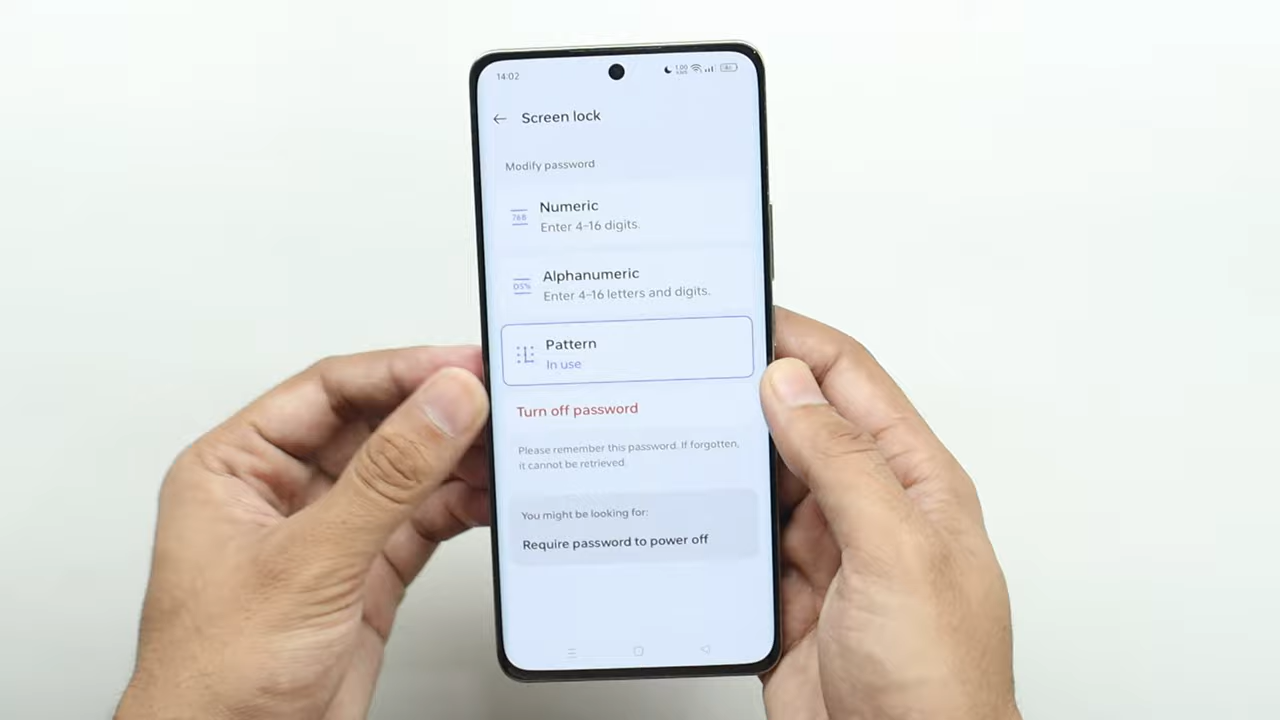 14:02
1.00
Screen lock
Modify password
Numeric
Enter 4-16 digits.
Alphanumeric
Enter 4-16 letters and digits.
Pattern
In use
Turn off password
Please remember this password. If forgotten,
it cannot be retrieved.
You might be looking for:
Require password to power off